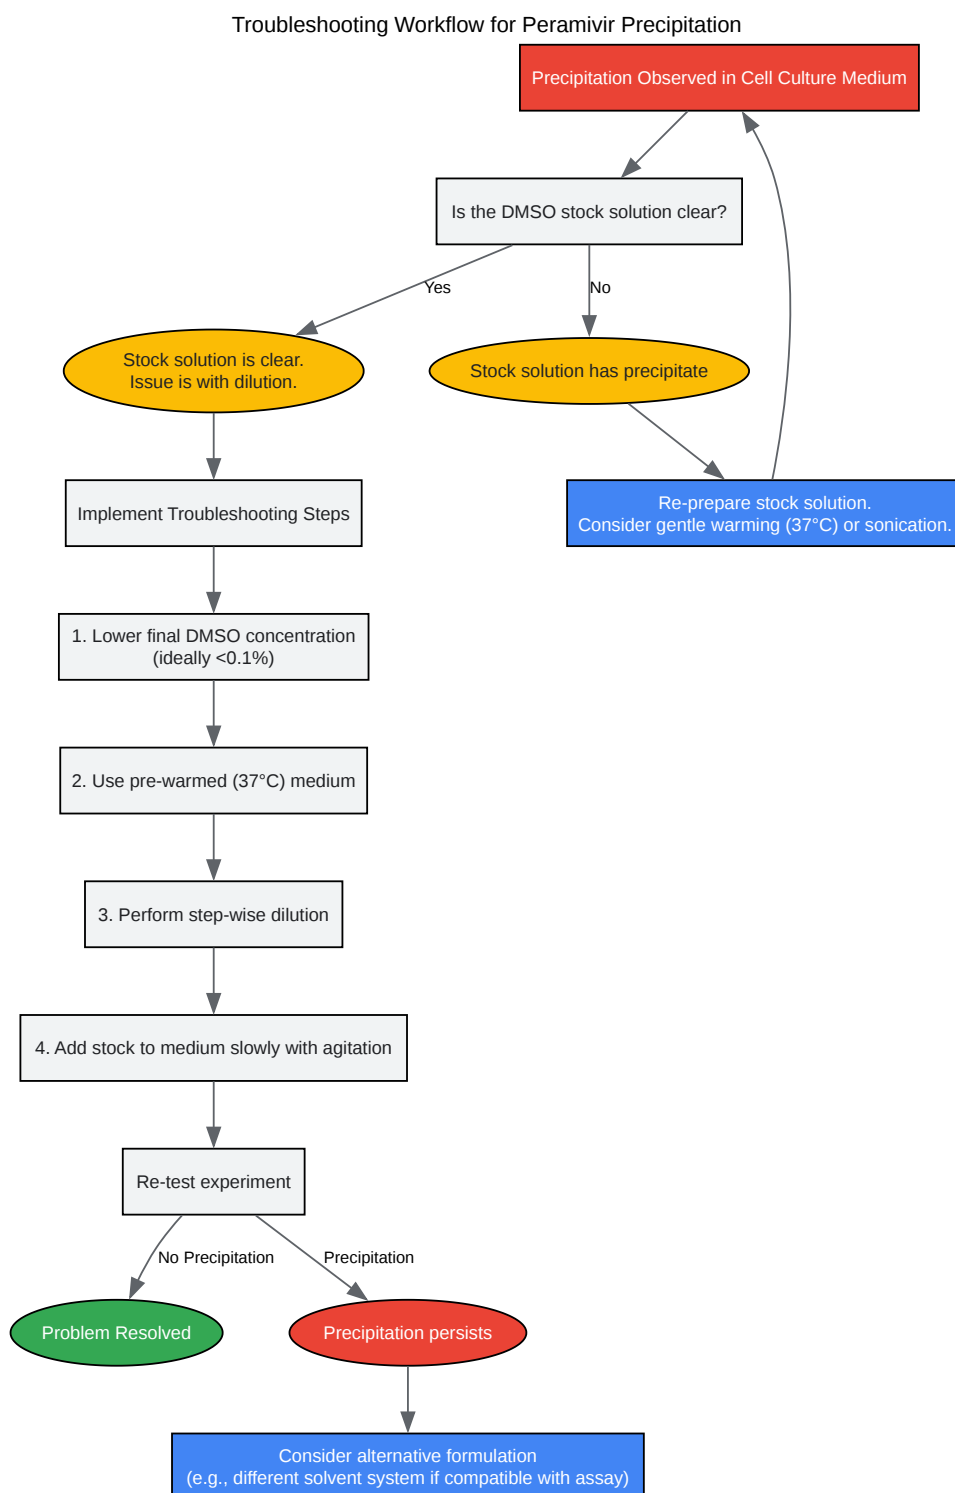 Troubleshooting Workflow for Peramivir Precipitation
Precipitation Observed in Cell Culture Medium
Is the DMSO stock solution clear?
Yes
No
Stock solution is clear.
Issue is with dilution.
Stock solution has precipitate
Implement Troubleshooting Steps
Re-prepare stock solution.
Consider gentle warming (37°C) or sonication.
1. Lower final DMSO concentration
(ideally <0.1%)
2. Use pre-warmed (37°C) medium
3. Perform step-wise dilution
4. Add stock to medium slowly with agitation
Re-test experiment
No Precipitation
Precipitation
Problem Resolved
Precipitation persists
Consider alternative formulation
(e.g., different solvent system if compatible with assay)